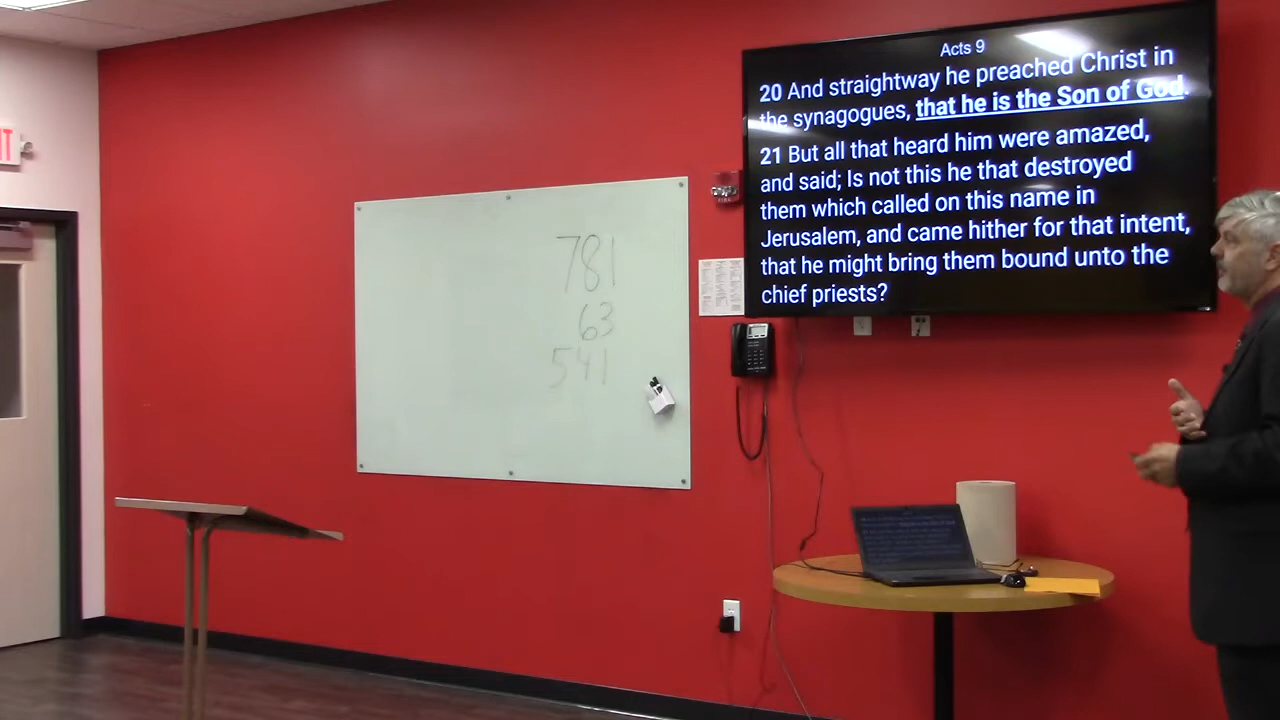 Acts 9
20 And straightway he preached Christ in
the synagogues, that he is the Son of God.
21 But all that heard him were amazed,
and said; Is not this he that destroyed
them which called on this name in
Jerusalem, and came hither for that intent,
that he might bring them bound unto the
chief priests?
781
63
541
FIRE